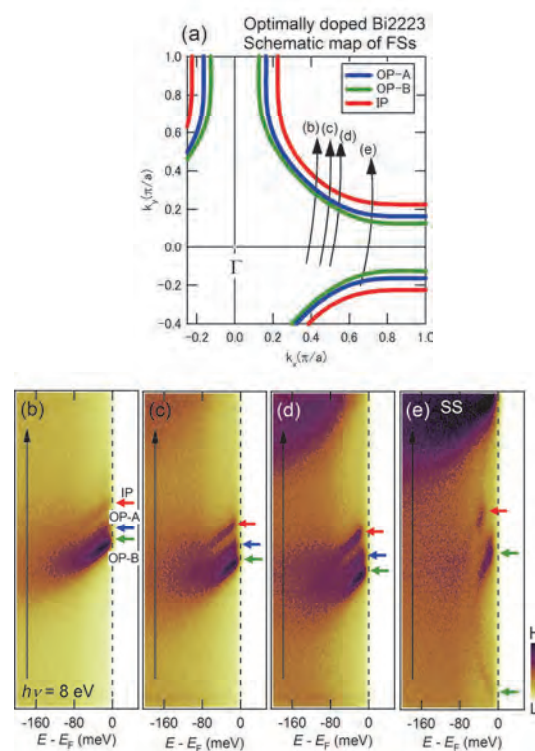 (a)
Optimally doped Bi2223
Schematic map of FSs
OP-A
OP-B
IP
(b)
(c)
(d)
(e)
1.0
0.8
0.6
0.4
0.2
0.0
-0.2
-0.4
ky(π/a)
Γ
-0.2 0.0 0.2 0.4 0.6 0.8 1.0
kx(π/a)
(b)
(c)
(d)
(e) SS
IP
OP-A
OP-B
hν = 8 eV
H
L
-160 -80 0
-160 -80 0
-160 -80 0
-160 -80 0
E - EF (meV)
E - EF (meV)
E - EF (meV)
E - EF (meV)